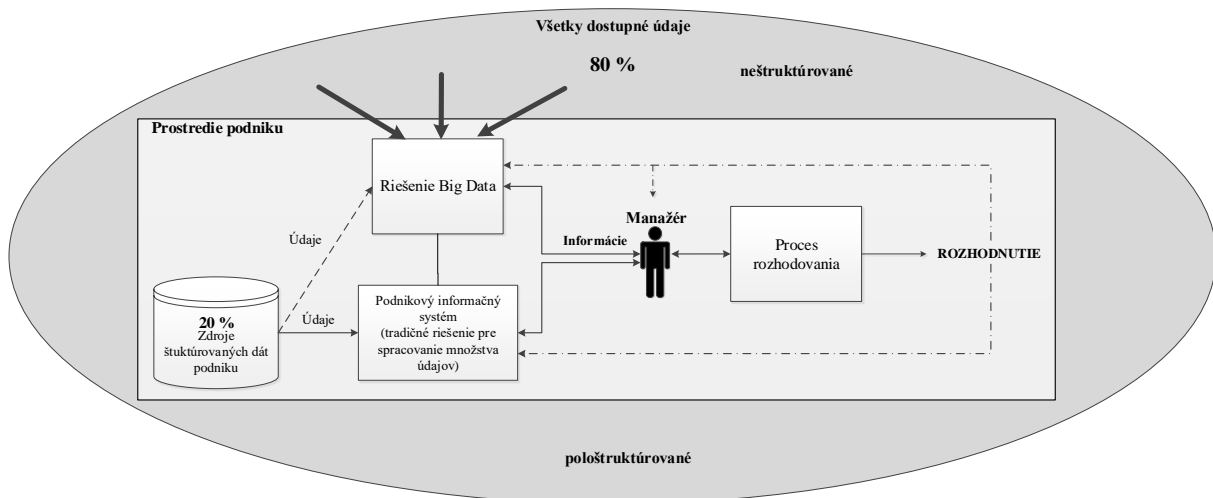 Všetky dostupné údaje
80 %
neštruktúrované
Prostredie podniku
Riešenie Big Data
Údaje
Manažér
Informácie
Proces
rozhodovania
ROZHODNUTIE
20 %
Zdroje
štuktúrovaných dát
podniku
Údaje
Podnikový informačný
systém
(tradičné riešenie pre
spracovanie množstva
údajov)
pološtruktúrované